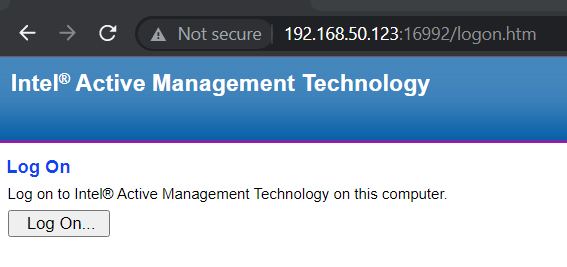 Not secure 192.168.50.123:16992/logon.htm
Intel® Active Management Technology
Log On
Log on to Intel® Active Management Technology on this computer.
Log On...